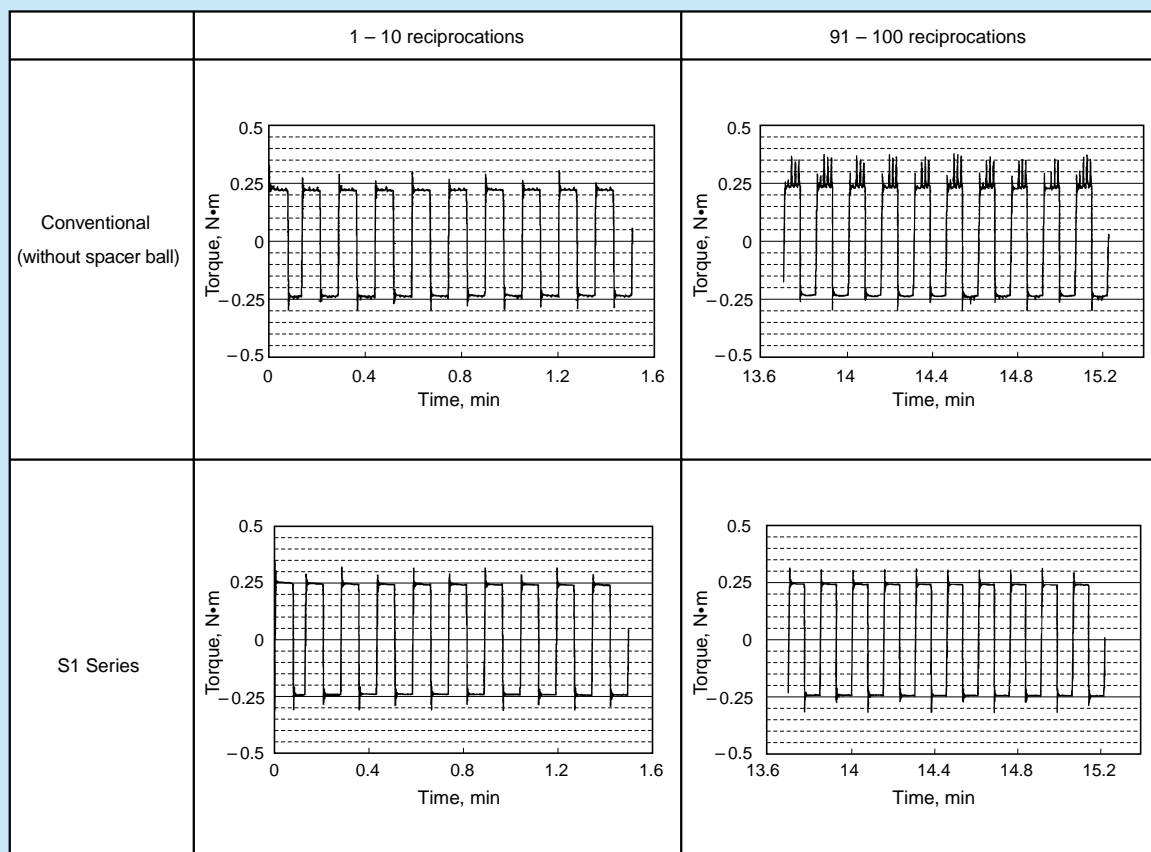 1 – 10 reciprocations
91 – 100 reciprocations
Conventional
(without spacer ball)
Torque, N•m
0.5
0.25
0
–0.25
–0.5
0 0.4 0.8 1.2 1.6
Time, min
Torque, N•m
0.5
0.25
0
–0.25
–0.5
13.6 14 14.4 14.8 15.2
Time, min
S1 Series
Torque, N•m
0.5
0.25
0
–0.25
–0.5
0 0.4 0.8 1.2 1.6
Time, min
Torque, N•m
0.5
0.25
0
–0.25
–0.5
13.6 14 14.4 14.8 15.2
Time, min